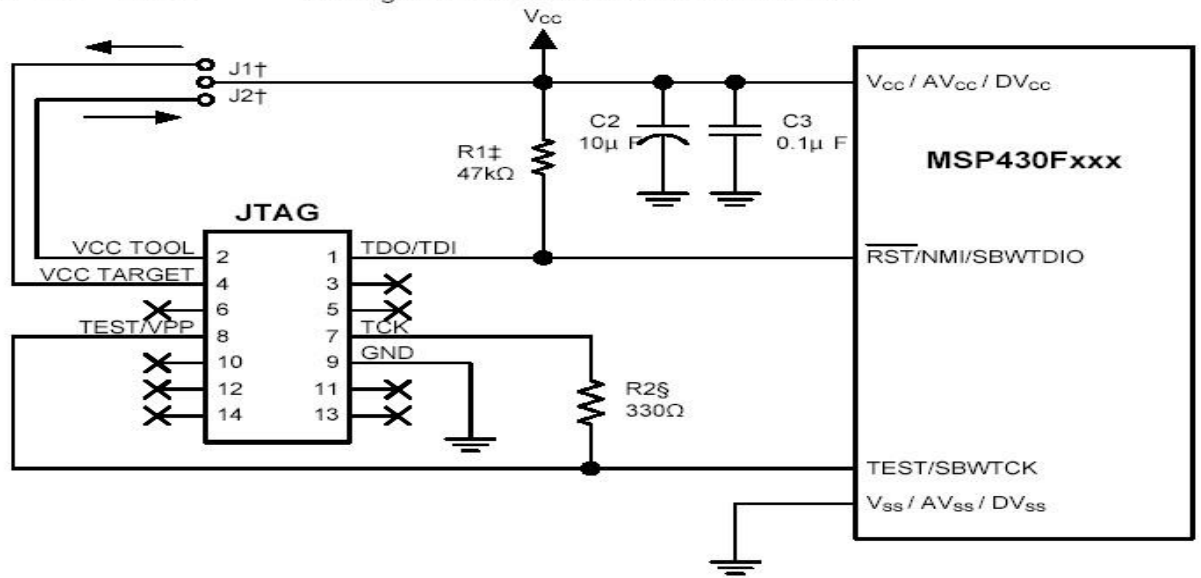 Vcc
J1†
J2†
VCC / AVCC / DVCC
C2
10µ F
C3
0.1µ F
R1‡
47kΩ
MSP430Fxxx
JTAG
VCC TOOL
2
1
TDO/TDI
RST/NMI/SBWTDIO
VCC TARGET
4
3
6
5
TEST/VPP
8
7
TCK
10
9
GND
12
11
14
13
R2§
330Ω
TEST/SBWTCK
VSS / AVSS / DVSS